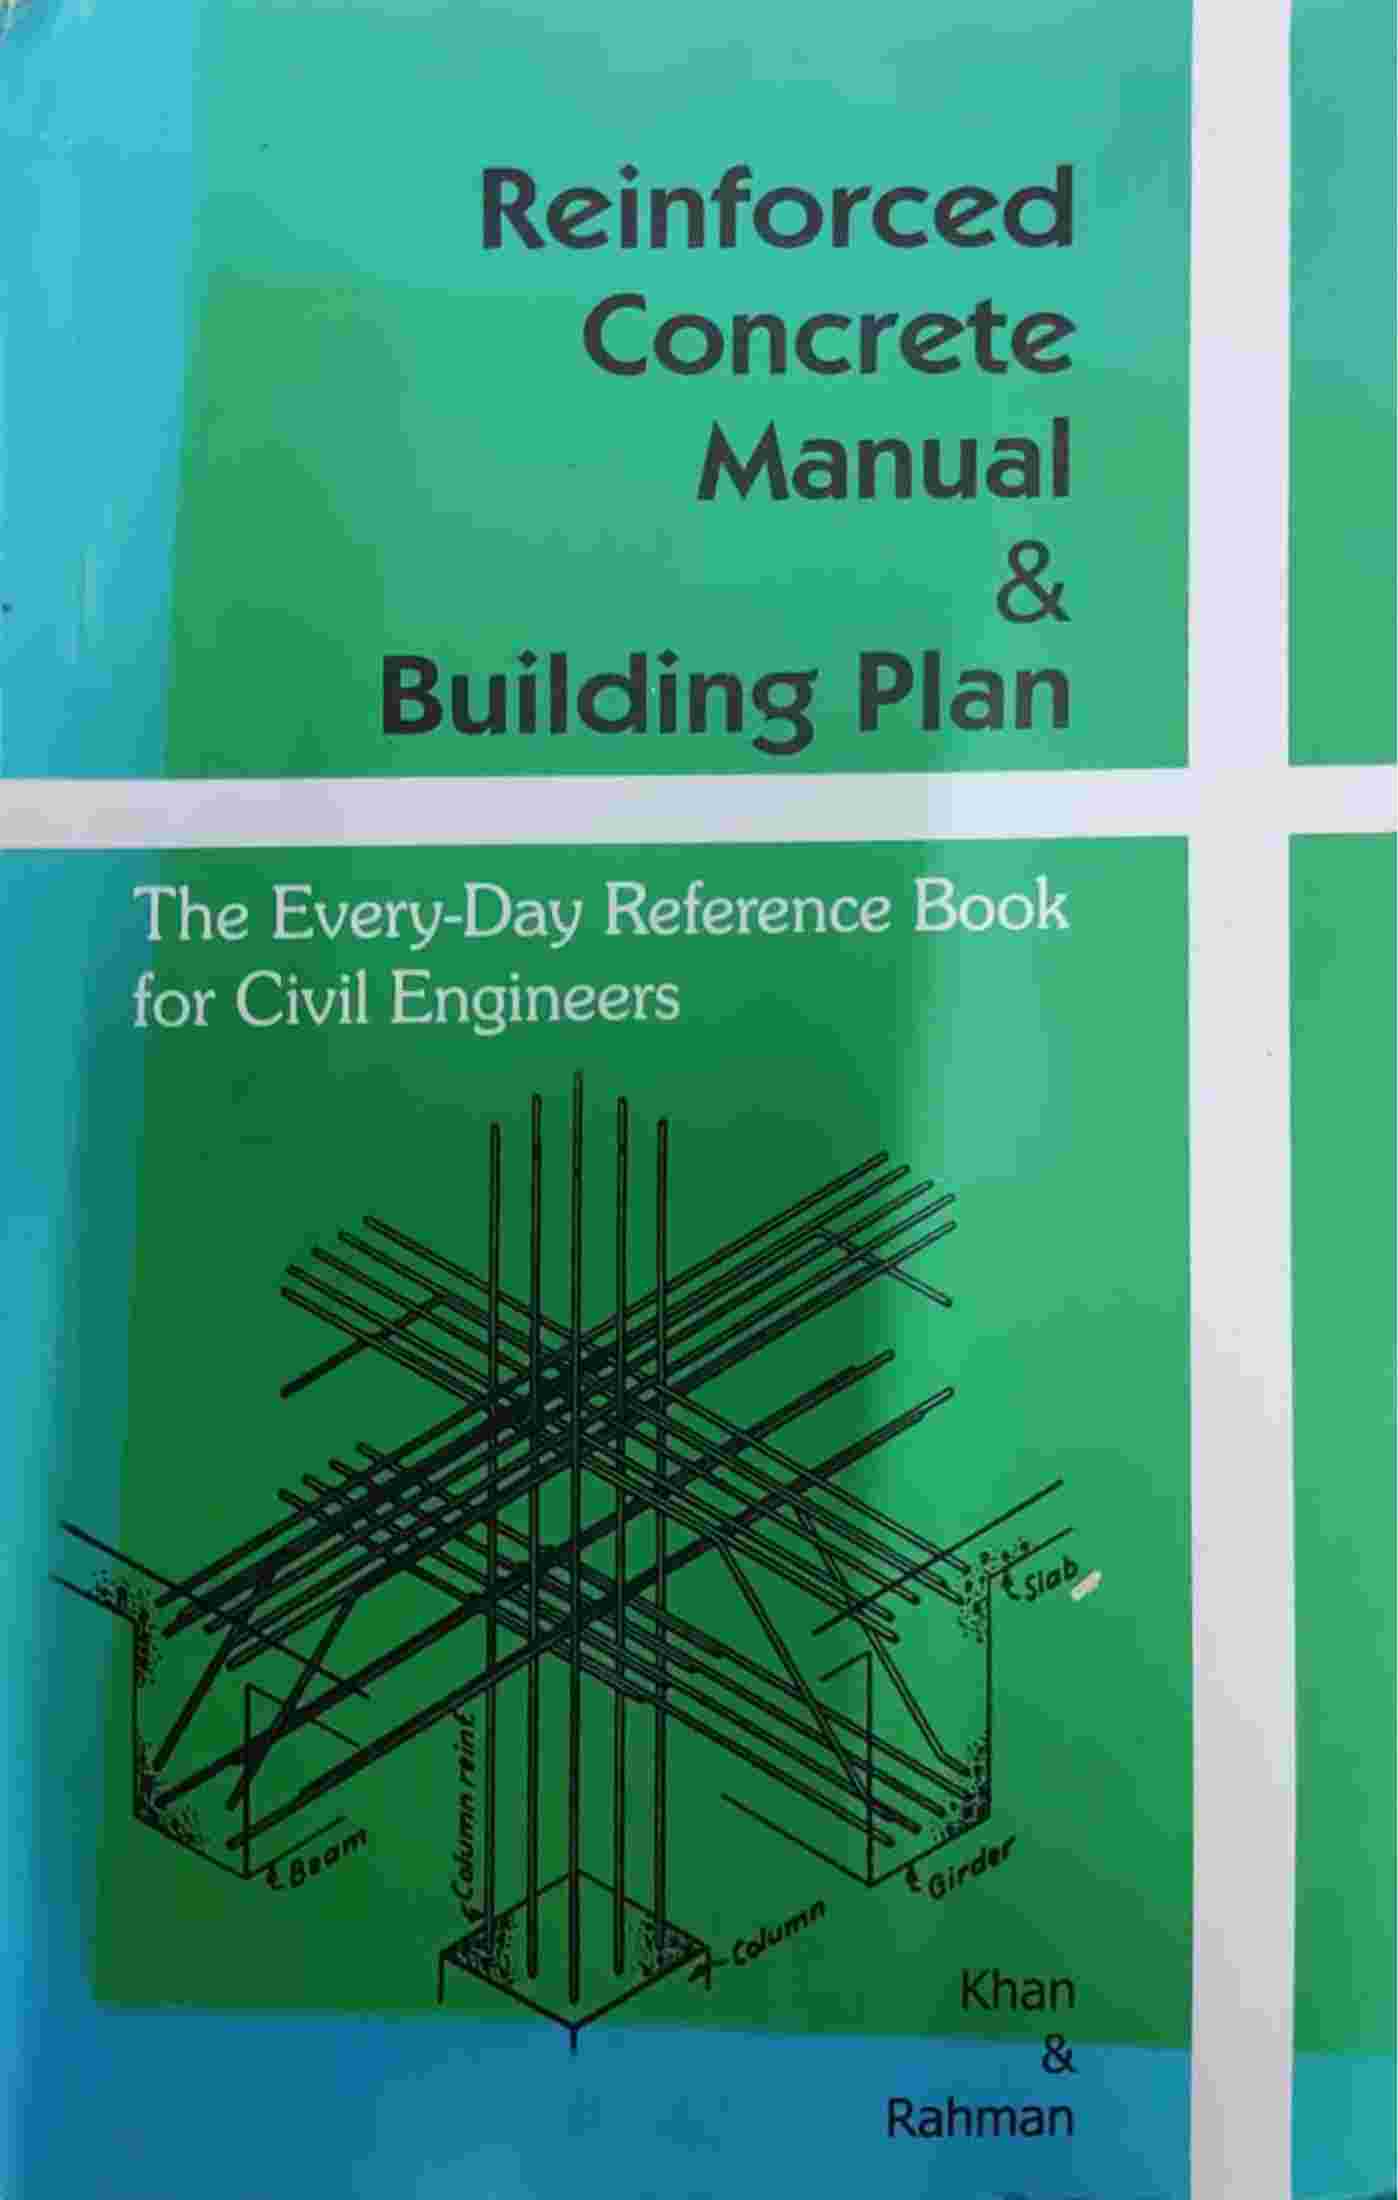 Reinforced
Concrete
Manual
&
Building Plan
The Every-Day Reference Book
for Civil Engineers
Slab
Column reinf
Beam
Girder
Column
Khan
&
Rahman